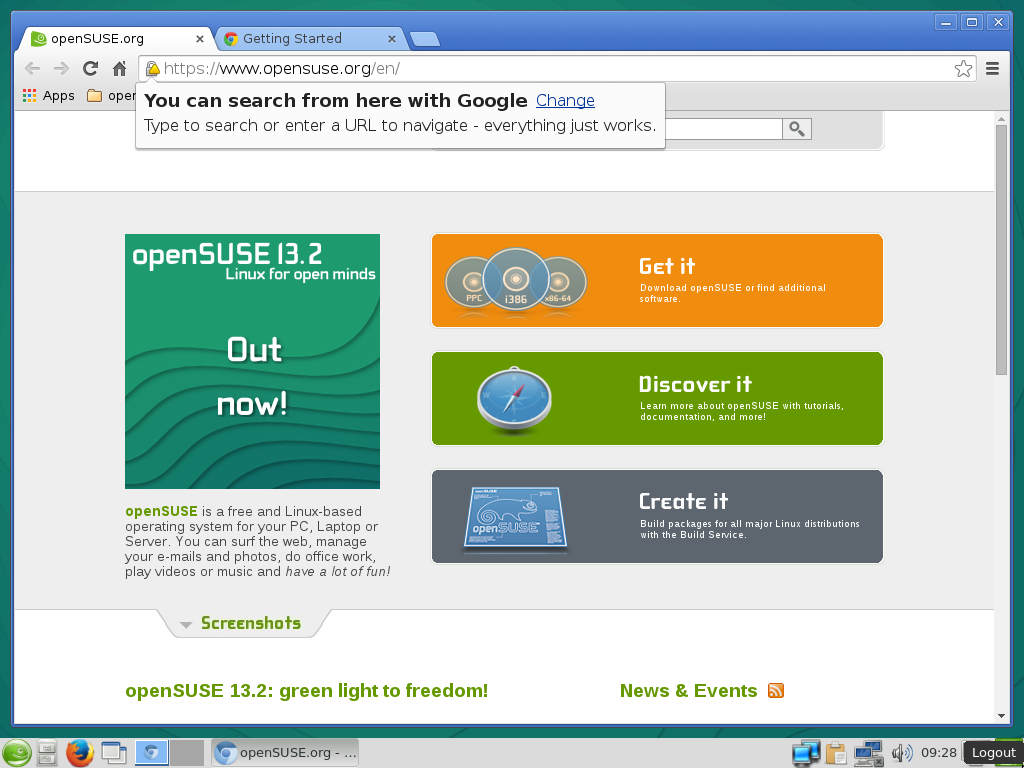 openSUSE.org
Getting Started
https://www.opensuse.org/en/
Apps
oper
You can search from here with Google Change
Type to search or enter a URL to navigate - everything just works.
openSUSE 13.2
Linux for open minds
Out
now!
PPC
i386
x86-64
Get it
Download openSUSE or find additional
software.
Discover it
Learn more about openSUSE with tutorials,
documentation, and more!
openSUSE
Create it
Build packages for all major Linux distributions
with the Build Service.
openSUSE is a free and Linux-based
operating system for your PC, Laptop or
Server. You can surf the web, manage
your e-mails and photos, do office work,
play videos or music and have a lot of fun!
Screenshots
openSUSE 13.2: green light to freedom!
News & Events
openSUSE.org - ...
09:28
Logout